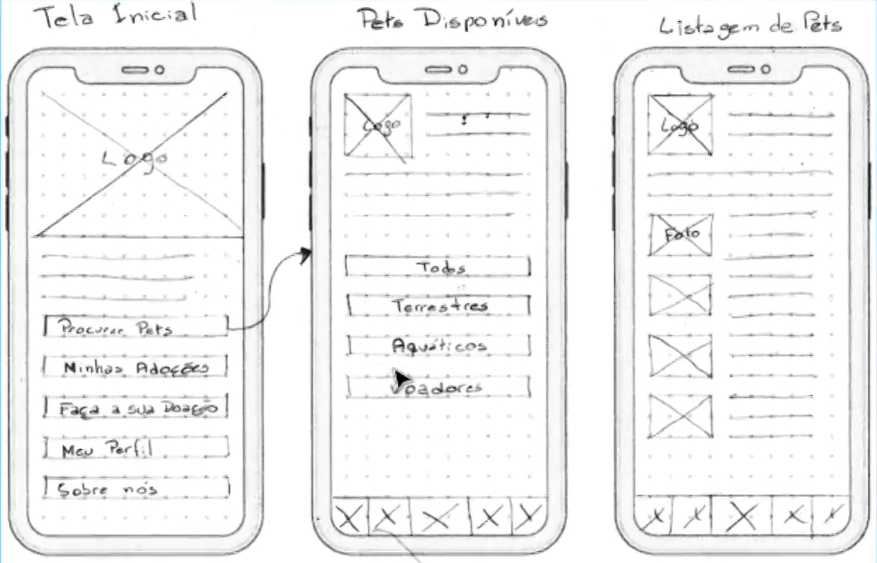 Tela Inicial
Logo
Procurar Pets
Minhas Adoções
Faça a sua Doação
Meu Perfil
Sobre nós
Pets Disponíves
Logo
Todos
Terrestres
Aquáticos
Voadores
Listagem de Pets
Logo
Foto